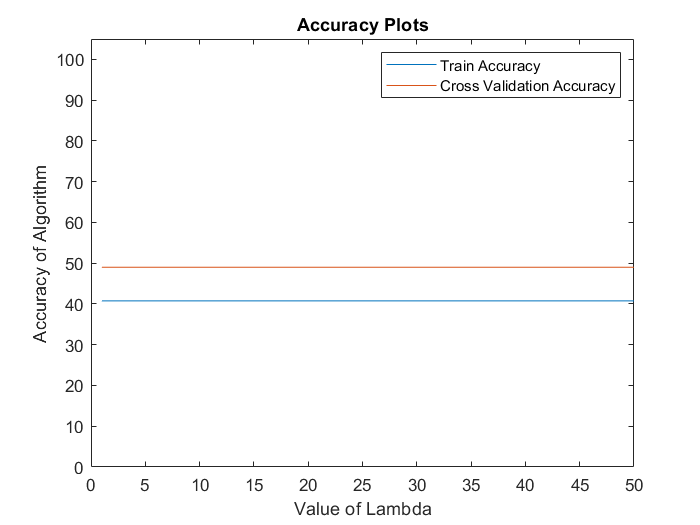 Accuracy Plots
Train Accuracy
Cross Validation Accuracy
100
90
80
70
60
50
40
30
20
10
0
Accuracy of Algorithm
0 5 10 15 20 25 30 35 40 45 50
Value of Lambda